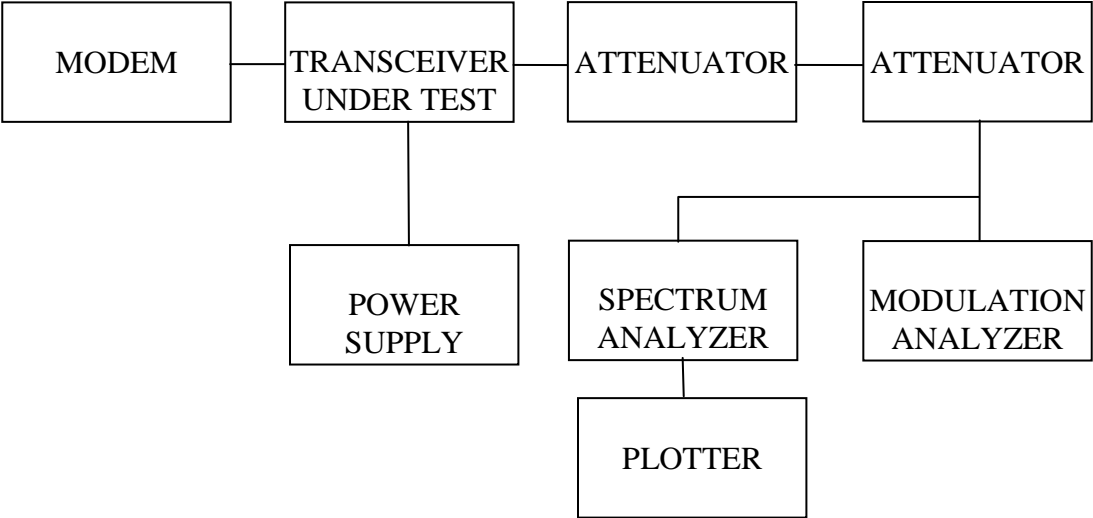 MODEM
TRANSCEIVER
UNDER TEST
ATTENUATOR
ATTENUATOR
POWER
SUPPLY
SPECTRUM
ANALYZER
MODULATION
ANALYZER
PLOTTER